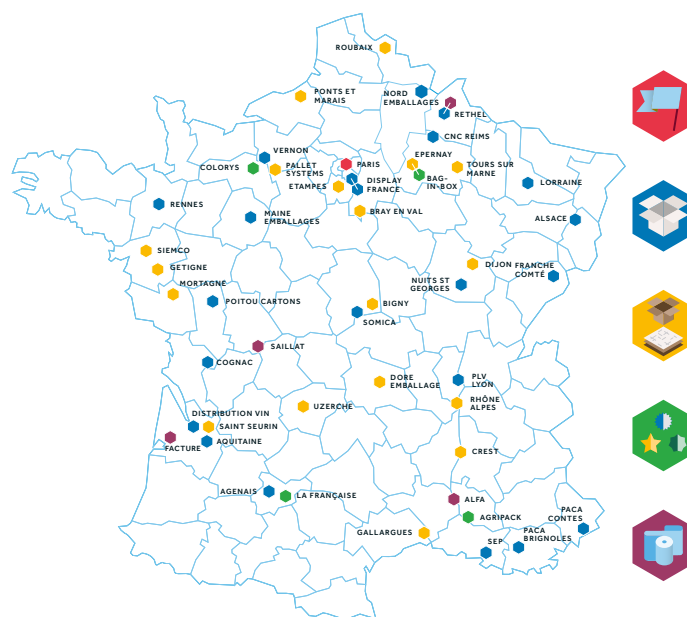 ROUBAIX
PONTS ET
MARAIS
NORD
EMBALLAGES
RETHEL
CNC REIMS
VERNON
COLORYS
PALLET
SYSTEMS
PARIS
EPERNAY
TOURS SUR
MARNE
BAG-
IN-BOX
ETAMPES
DISPLAY
FRANCE
LORRAINE
RENNES
MAINE
EMBALLAGES
BRAY EN VAL
ALSACE
SIEMCO
GETIGNE
MORTAGNE
DIJON
FRANCHE
COMTÉ
NUITS ST
GEORGES
POITOU CARTONS
BIGNY
SOMICA
SAILLAT
COGNAC
DORE
EMBALLAGE
PLV
LYON
RHÔNE
ALPES
UZERCHE
DISTRIBUTION VIN
SAINT SEURIN
AQUITAINE
FACTURE
CREST
AGENAIS
LA FRANÇAISE
ALFA
AGRIPACK
PACA
CONTES
GALLARGUES
SEP
PACA
BRIGNOLES